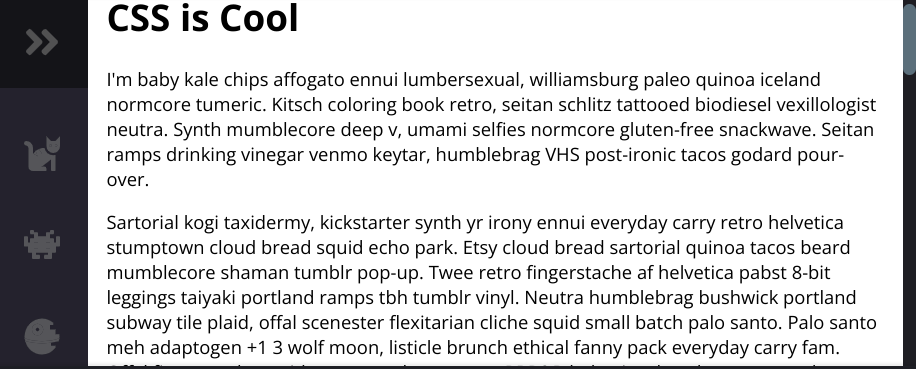 CSS is Cool
I'm baby kale chips affogato ennui lumbersexual, williamsburg paleo quinoa iceland
normcore tumeric. Kitsch coloring book retro, seitan schlitz tattooed biodiesel vexillologist
neutra. Synth mumblecore deep v, umami selfies normcore gluten-free snackwave. Seitan
ramps drinking vinegar venmo keytar, humblebrag VHS post-ironic tacos godard pour-
over.
Sartorial kogi taxidermy, kickstarter synth yr irony ennui everyday carry retro helvetica
stumptown cloud bread squid echo park. Etsy cloud bread sartorial quinoa tacos beard
mumblecore shaman tumblr pop-up. Twee retro fingerstache af helvetica pabst 8-bit
leggings taiyaki portland ramps tbh tumblr vinyl. Neutra humblebrag bushwick portland
subway tile plaid, offal scenester flexitarian cliche squid small batch palo santo. Palo santo
meh adaptogen +1 3 wolf moon, listicle brunch ethical fanny pack everyday carry fam.